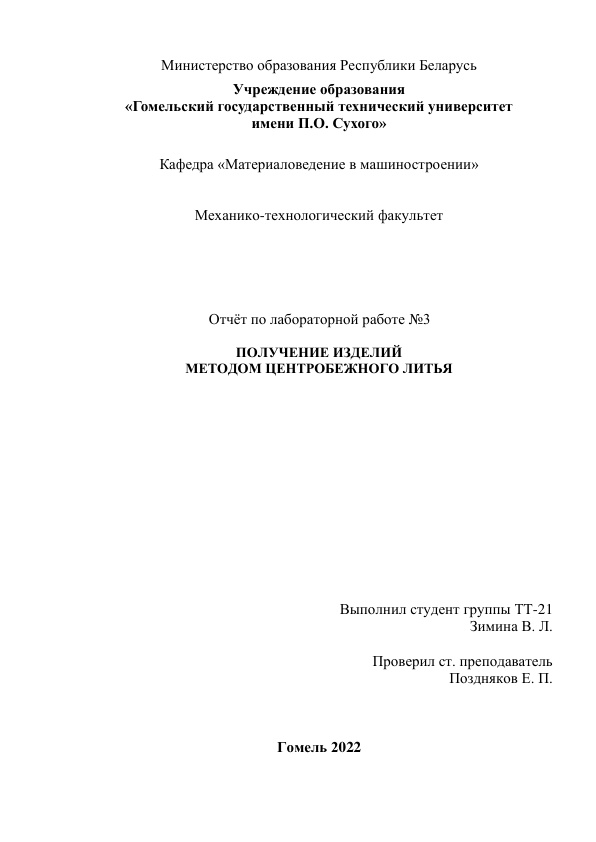 Министерство образования Республики Беларусь
Учреждение образования
«Гомельский государственный технический университет
имени П.О. Сухого»
Кафедра «Материаловедение в машиностроении»
Механико-технологический факультет
Отчёт по лабораторной работе №3
ПОЛУЧЕНИЕ ИЗДЕЛИЙ
МЕТОДОМ ЦЕНТРОБЕЖНОГО ЛИТЬЯ
Выполнил студент группы ТТ-21
Зимина В. Л.
Проверил ст. преподаватель
Поздняков Е. П.
Гомель 2022